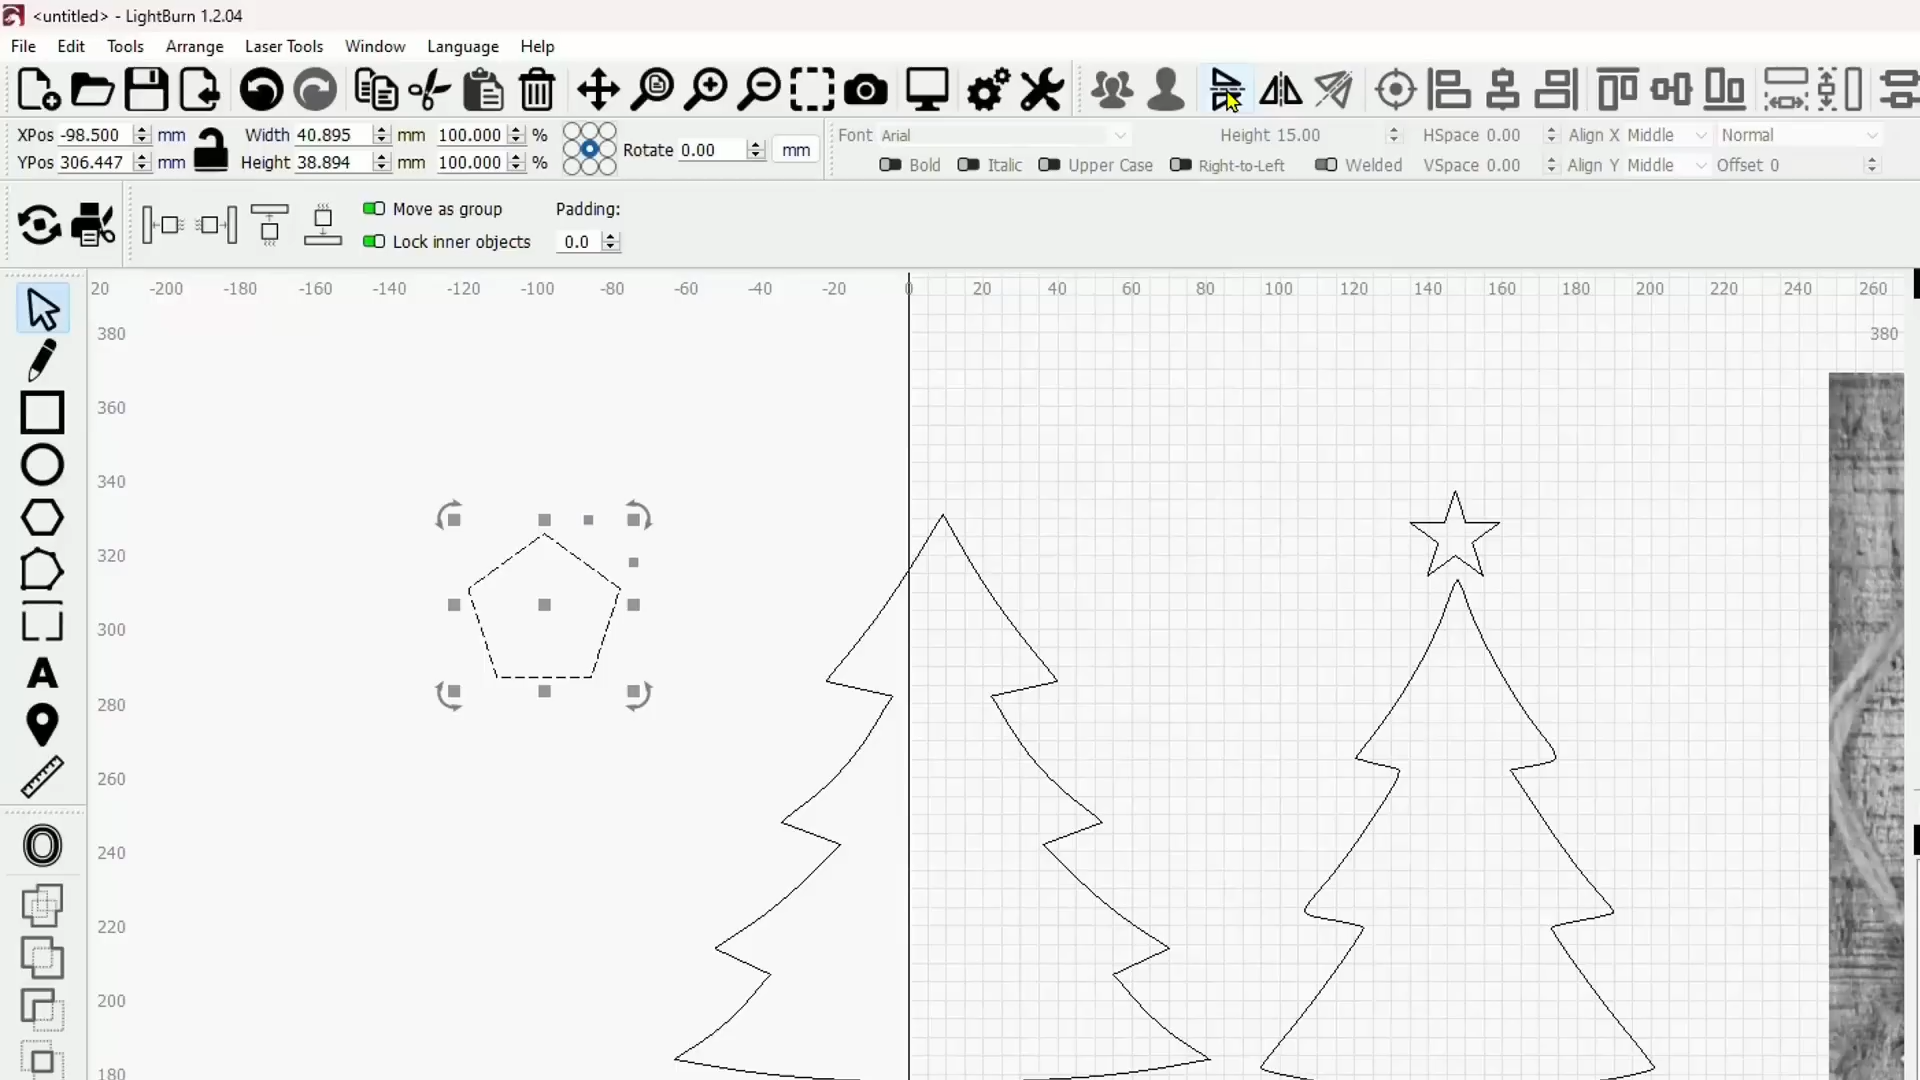 <untitled> - LightBurn 1.2.04
File Edit Tools Arrange Laser Tools Window Language Help
XPos -98.500 mm Width 40.895 mm 100.000 % Rotate 0.00 mm Font Arial Height 15.00 HSpace 0.00 Align X Middle Normal
YPos 306.447 mm Height 38.894 mm 100.000 % Bold Italic Upper Case Right-to-Left Welded VSpace 0.00 Align Y Middle Offset 0
Move as group Padding:
Lock inner objects 0.0
20 -200 -180 -160 -140 -120 -100 -80 -60 -40 -20 0 20 40 60 80 100 120 140 160 180 200 220 240 260
380 380
360
340
320
300
280
260
240
220
200
180